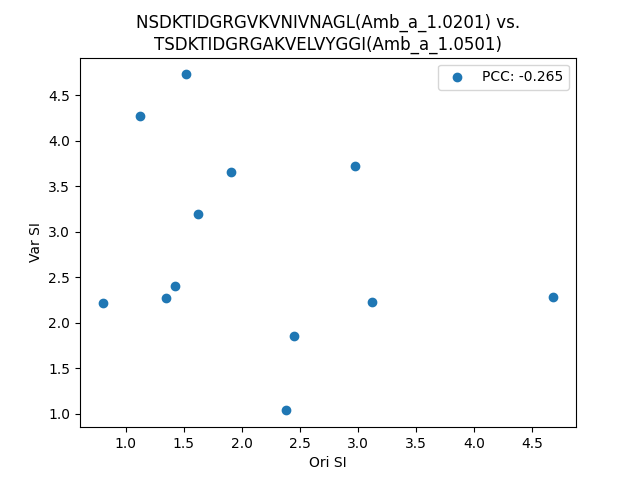 NSDKTIDGRGVKVNIVNAGL(Amb_a_1.0201) vs.
TSDKTIDGRGAKVELVYGGI(Amb_a_1.0501)
PCC: -0.265
4.5
4.0
3.5
3.0
2.5
2.0
1.5
1.0
Var SI
1.0 1.5 2.0 2.5 3.0 3.5 4.0 4.5
Ori SI